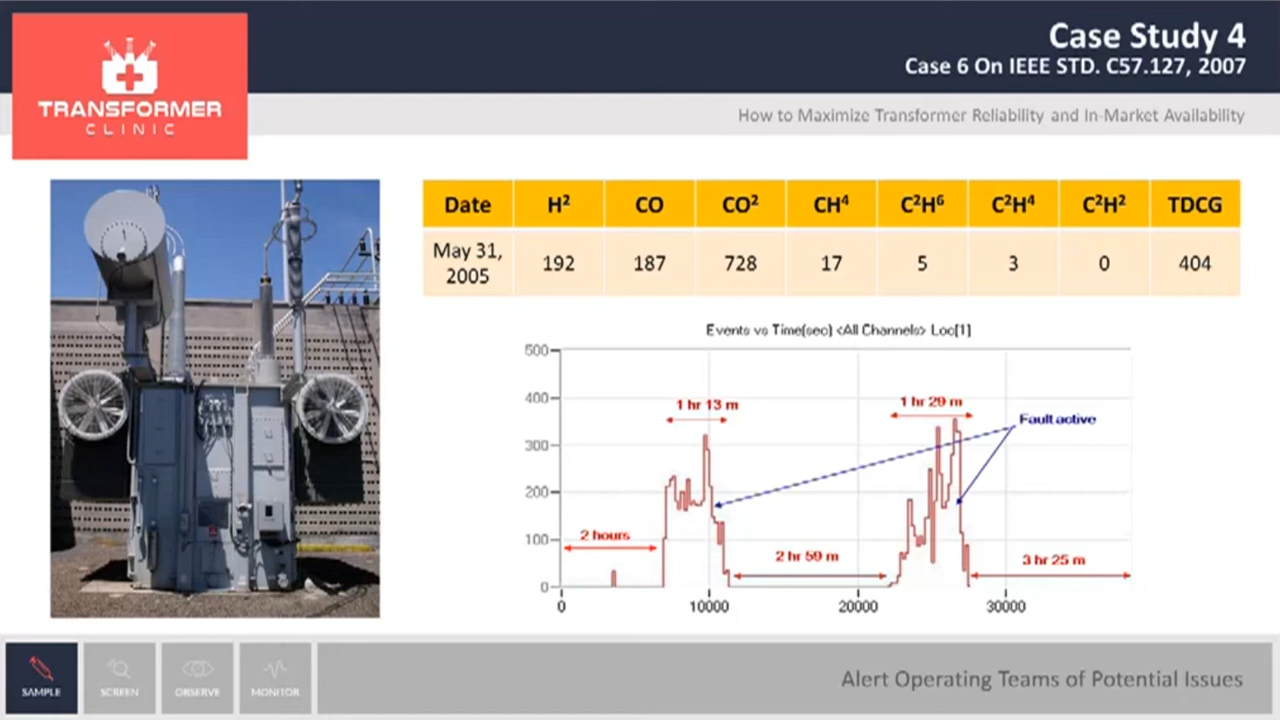 Case Study 4
Case 6 On IEEE STD. C57.127, 2007
TRANSFORMER
CLINIC
How to Maximize Transformer Reliability and In-Market Availability
Date H² CO CO² CH⁴ C²H⁶ C²H⁴ C²H² TDCG
May 31, 2005 192 187 728 17 5 3 0 404
Events vs Time(sec) <All Channels> Loc[1]
500
400
300
200
100
0
1 hr 13 m
1 hr 29 m
Fault active
2 hours
2 hr 59 m
3 hr 25 m
0 10000 20000 30000
SAMPLE
SCREEN
OBSERVE
MONITOR
Alert Operating Teams of Potential Issues